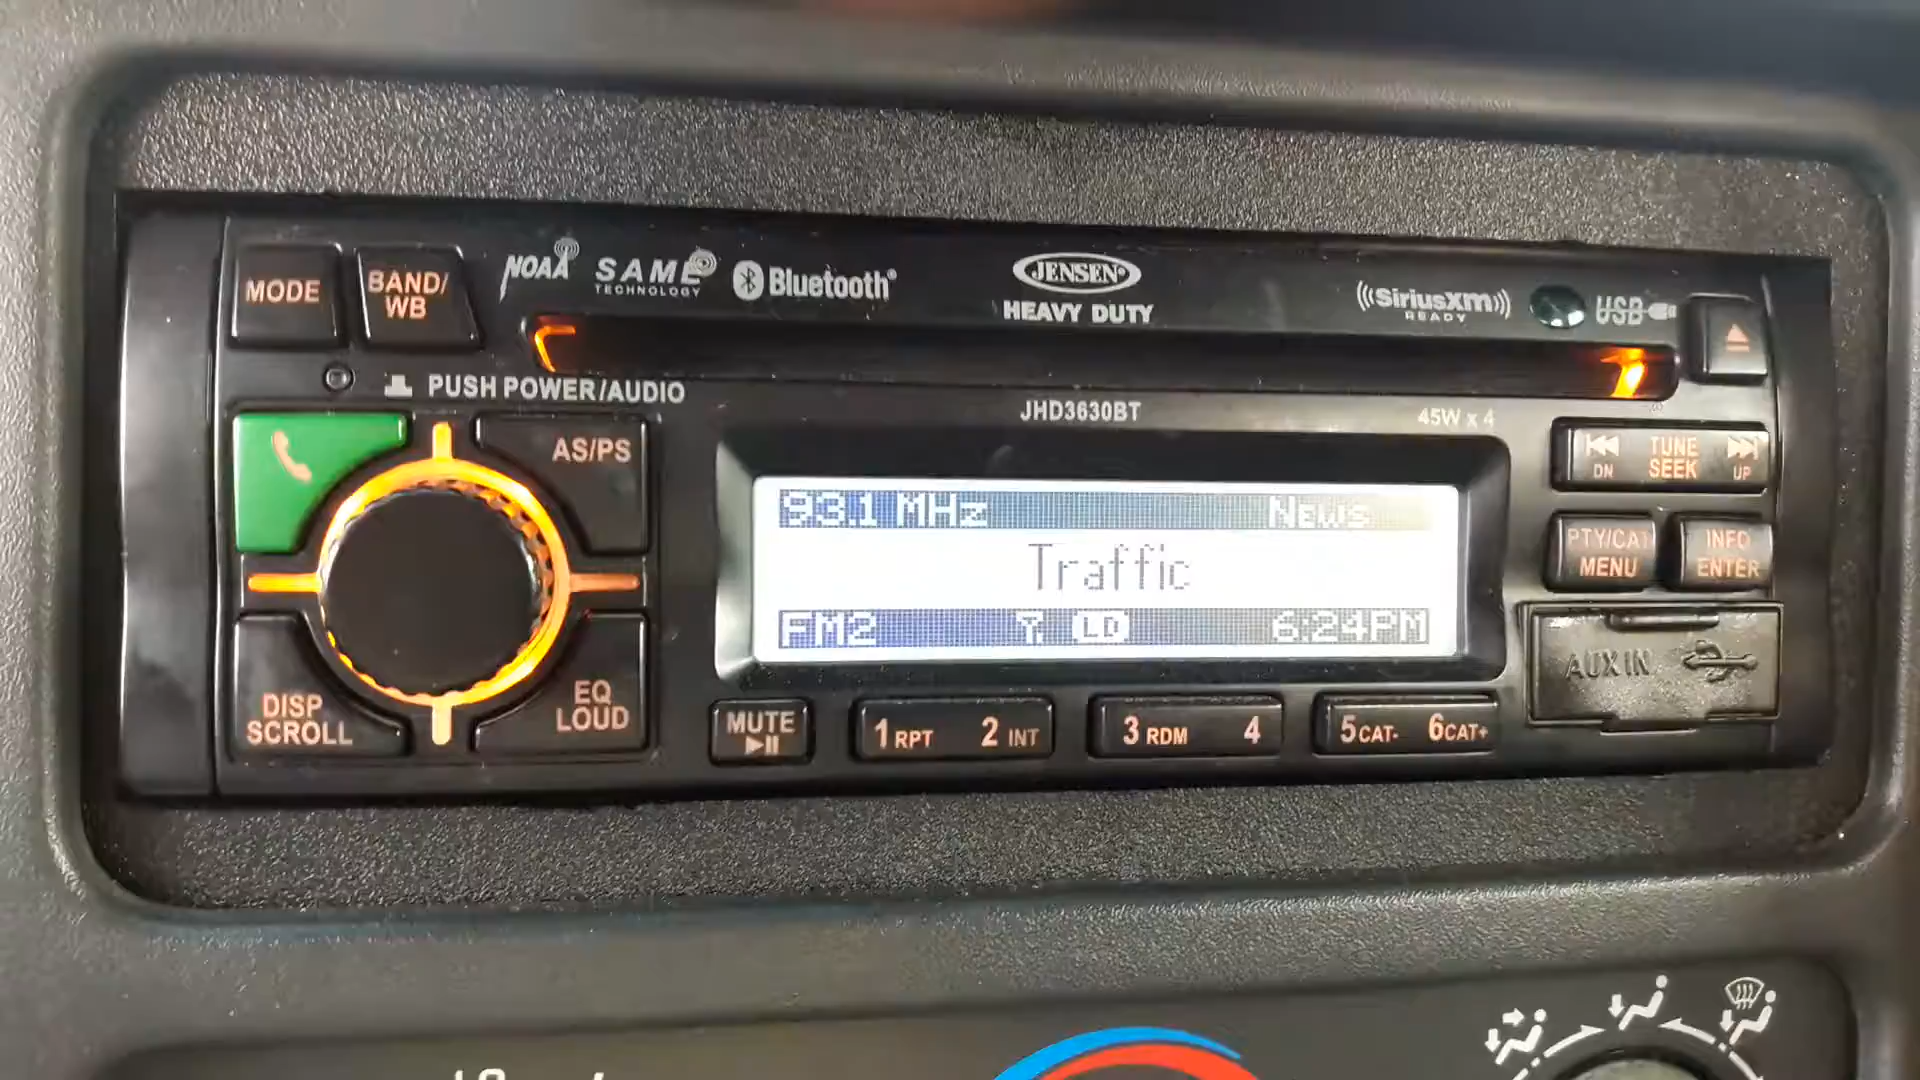 MODE
BAND/
WB
NOAA
SAME
TECHNOLOGY
Bluetooth®
JENSEN®
HEAVY DUTY
SiriusXM
READY
USB
PUSH POWER/AUDIO
JHD3630BT
45W x 4
AS/PS
DISP
SCROLL
EQ
LOUD
93.1 MHz News
Traffic
FM2 LD 6:24PM
TUNE
SEEK
DN
UP
PTY/CAT
MENU
INFO
ENTER
AUX IN
MUTE
1 RPT 2 INT
3 RDM 4
5 CAT- 6 CAT+